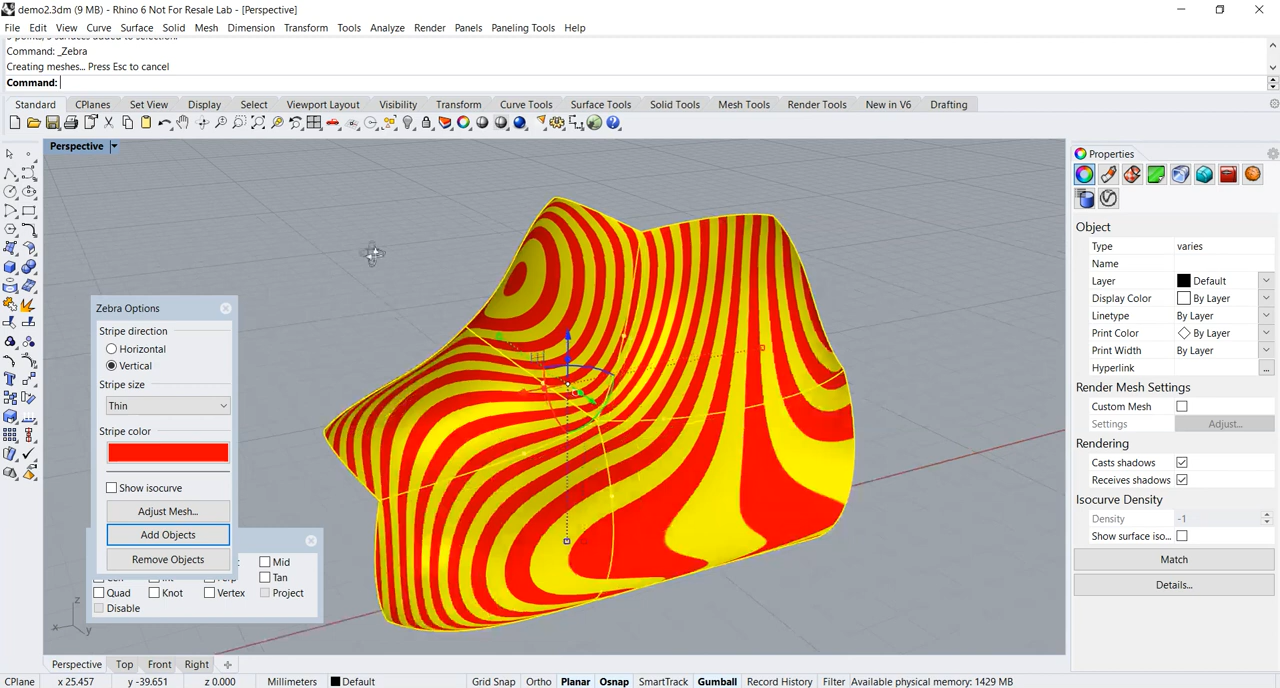 demo2.3dm (9 MB) - Rhino 6 Not For Resale Lab - [Perspective]
File Edit View Curve Surface Solid Mesh Dimension Transform Tools Analyze Render Panels Paneling Tools Help
Command: _Zebra
Creating meshes... Press Esc to cancel
Command:
Standard CPlanes Set View Display Select Viewport Layout Visibility Transform Curve Tools Surface Tools Solid Tools Mesh Tools Render Tools New in V6 Drafting
Perspective
Zebra Options
Stripe direction
Horizontal
Vertical
Stripe size
Thin
Stripe color
Show isocurve
Adjust Mesh...
Add Objects
Remove Objects
Mid
Tan
Quad Knot Vertex Project
Disable
z
x y
Properties
Object
Type varies
Name
Layer Default
Display Color By Layer
Linetype By Layer
Print Color By Layer
Print Width By Layer
Hyperlink ...
Render Mesh Settings
Custom Mesh
Settings Adjust...
Rendering
Casts shadows
Receives shadows
Isocurve Density
Density -1
Show surface iso...
Match
Details...
Perspective Top Front Right
CPlane x 25.457 y -39.651 z 0.000 Millimeters Default Grid Snap Ortho Planar Osnap SmartTrack Gumball Record History Filter Available physical memory: 1429 MB